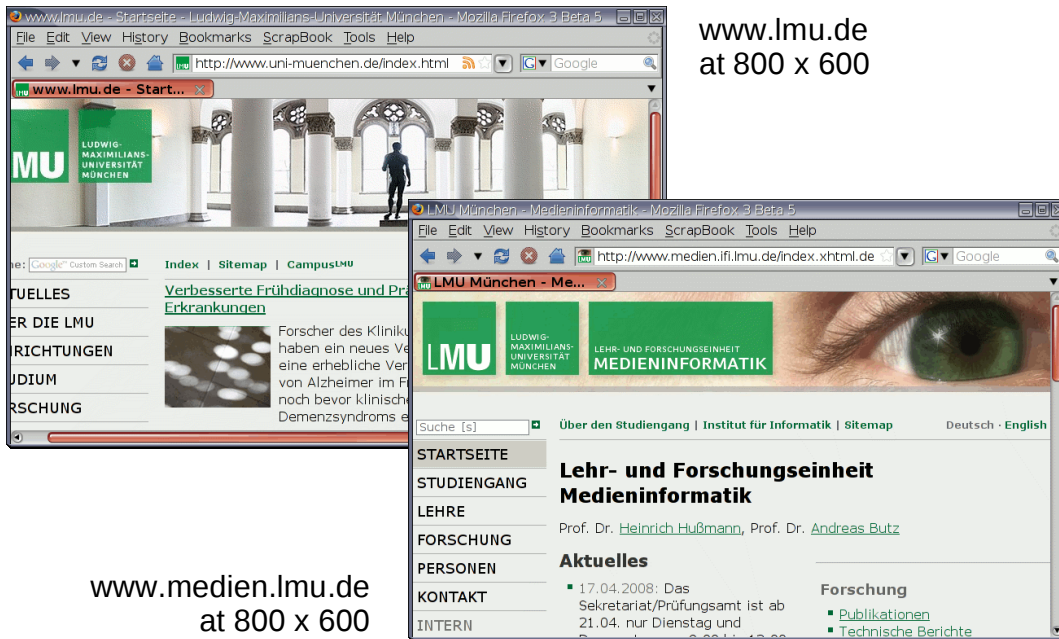 www.lmu.de - Startseite - Ludwig-Maximilians-Universität München - Mozilla Firefox 3 Beta 5
File Edit View History Bookmarks ScrapBook Tools Help
http://www.uni-muenchen.de/index.html
G Google
www.lmu.de - Start...
MU
LUDWIG-
MAXIMILIANS-
UNIVERSITÄT
MÜNCHEN
he: Google™ Custom Search
Index | Sitemap | CampusLMU
TUELLES
ER DIE LMU
NRICHTUNGEN
UDIUM
RSCHUNG
Verbesserte Frühdiagnose und Prä
Erkrankungen
Forscher des Kliniku
haben ein neues Ve
eine erhebliche Ver
von Alzheimer im F
noch bevor klinische
Demenzsyndroms e
www.lmu.de
at 800 x 600
LMU München - Medieninformatik - Mozilla Firefox 3 Beta 5
File Edit View History Bookmarks ScrapBook Tools Help
http://www.medien.ifi.lmu.de/index.xhtml.de
G Google
LMU München - Me...
LMU
LUDWIG-
MAXIMILIANS-
UNIVERSITÄT
MÜNCHEN
LEHR- UND FORSCHUNGSEINHEIT
MEDIENINFORMATIK
Suche [s]
Über den Studiengang | Institut für Informatik | Sitemap
Deutsch · English
STARTSEITE
STUDIENGANG
LEHRE
FORSCHUNG
PERSONEN
KONTAKT
INTERN
Lehr- und Forschungseinheit
Medieninformatik
Prof. Dr. Heinrich Hußmann, Prof. Dr. Andreas Butz
Aktuelles
17.04.2008: Das
Sekretariat/Prüfungsamt ist ab
21.04. nur Dienstag und
Forschung
Publikationen
Technische Berichte
www.medien.lmu.de
at 800 x 600